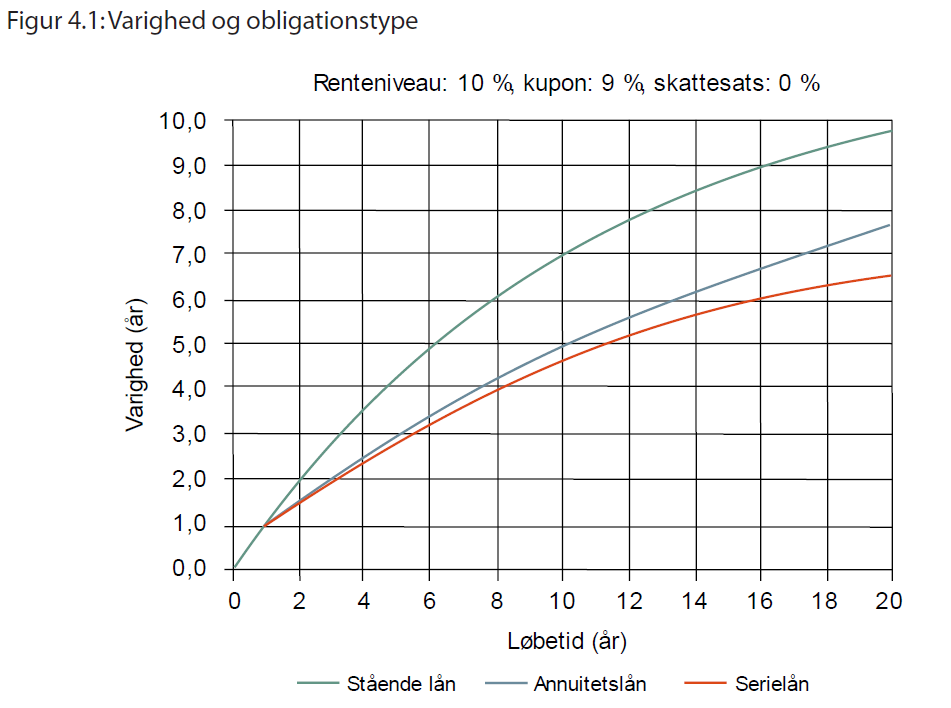 Figur 4.1: Varighed og obligationstype
Renteniveau: 10 %, kupon: 9 %, skattesats: 0 %
10,0
9,0
8,0
7,0
6,0
5,0
4,0
3,0
2,0
1,0
0,0
Varighed (år)
0 2 4 6 8 10 12 14 16 18 20
Løbetid (år)
Stående lån Annuitetslån Serielån